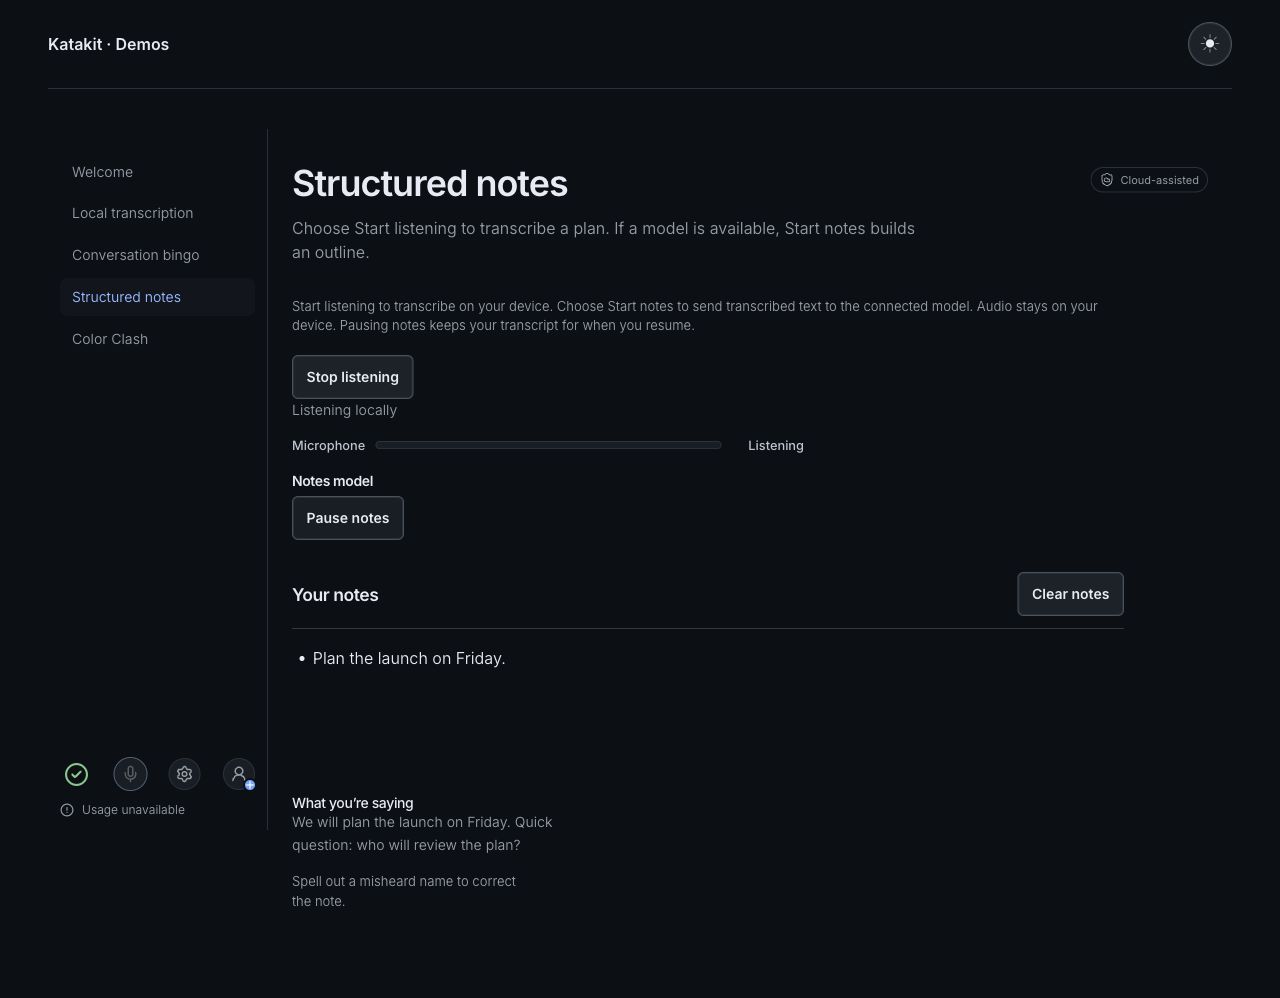 Katakit · Demos
Welcome
Local transcription
Conversation bingo
Structured notes
Color Clash
Usage unavailable
Structured notes
Cloud-assisted
Choose Start listening to transcribe a plan. If a model is available, Start notes builds
an outline.
Start listening to transcribe on your device. Choose Start notes to send transcribed text to the connected model. Audio stays on your
device. Pausing notes keeps your transcript for when you resume.
Stop listening
Listening locally
Microphone
Listening
Notes model
Pause notes
Your notes
Clear notes
• Plan the launch on Friday.
What you’re saying
We will plan the launch on Friday. Quick
question: who will review the plan?
Spell out a misheard name to correct
the note.